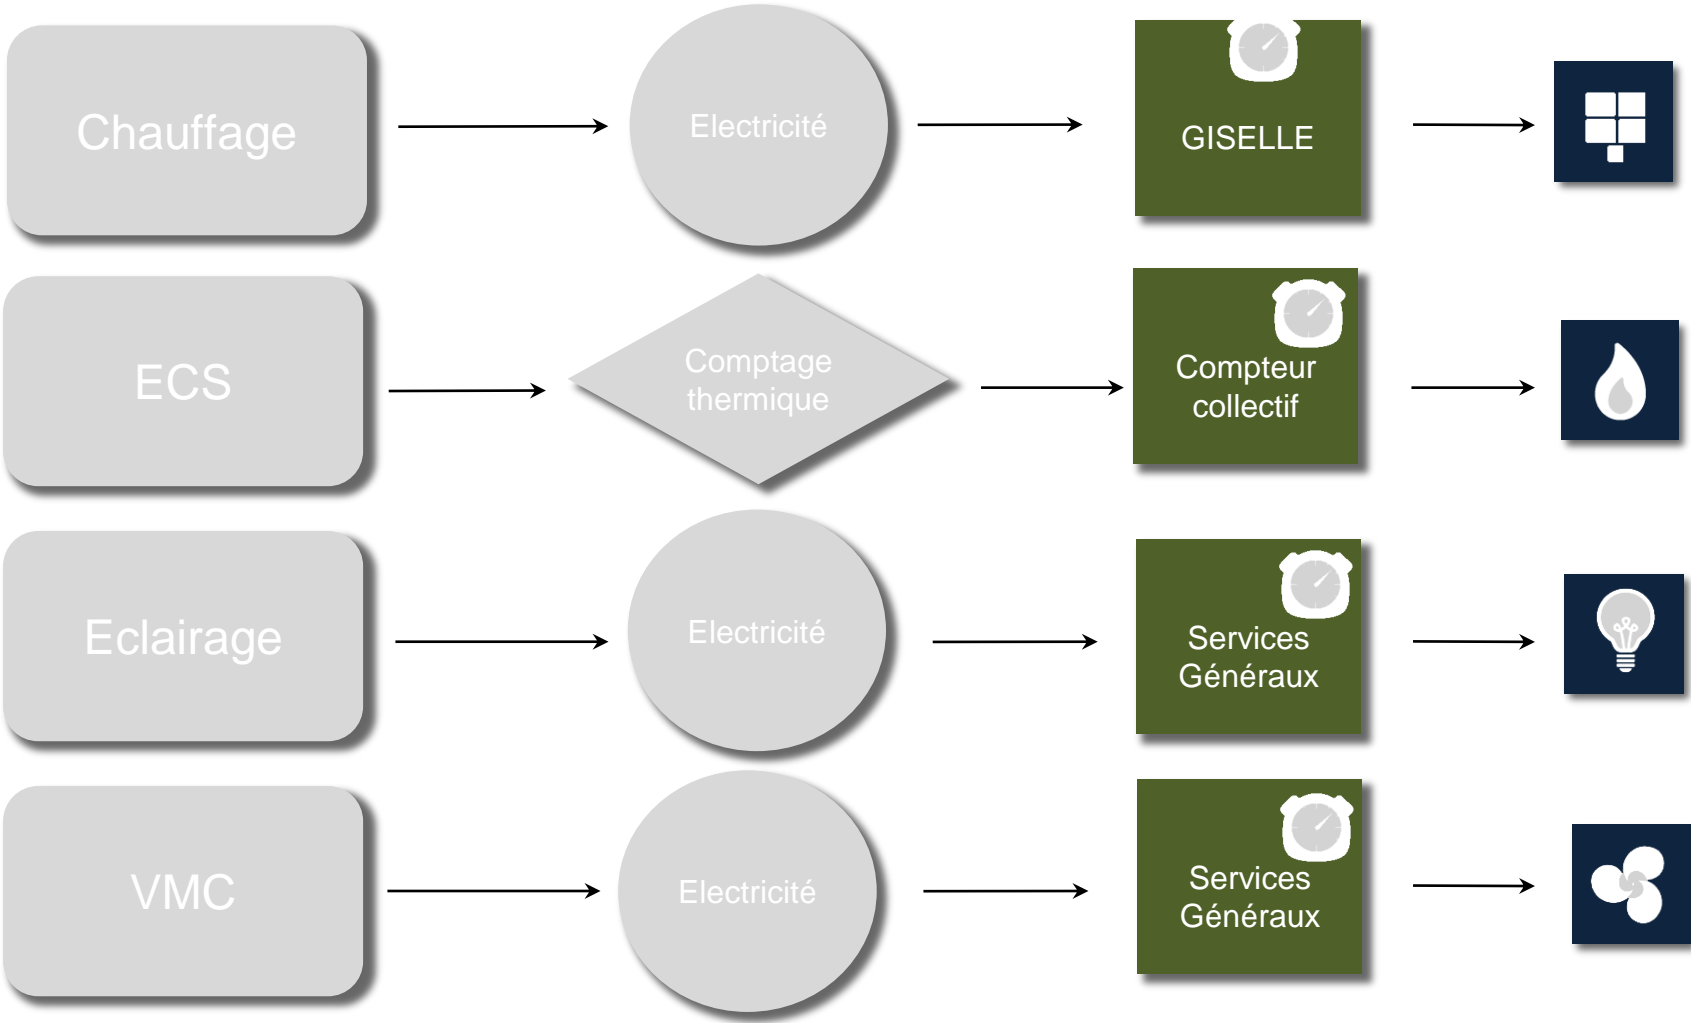 Chauffage
Electricité
GISELLE
ECS
Comptage
thermique
Compteur
collectif
Eclairage
Electricité
Services
Généraux
VMC
Electricité
Services
Généraux